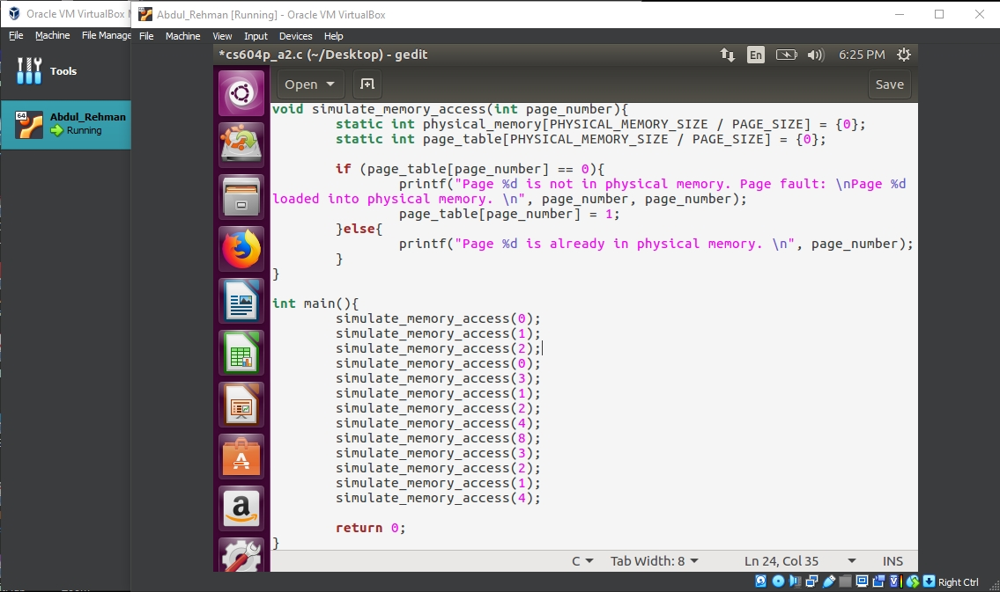 Oracle VM VirtualBox
Abdul_Rehman [Running] - Oracle VM VirtualBox
File Machine File Manage
File Machine View Input Devices Help
*cs604p_a2.c (~/Dedktop) - gedit
En
6:25 PM
Tools
64
Abdul_Rehman
Running
Open
Save
void simulate_memory_access(int page_number){
static int physical_memory[PHYSICAL_MEMORY_SIZE / PAGE_SIZE] = {0};
static int page_table[PHYSICAL_MEMORY_SIZE / PAGE_SIZE] = {0};
if (page_table[page_number] == 0){
printf("Page %d is not in physical memory. Page fault: \nPage %d
loaded into physical memory. \n", page_number, page_number);
page_table[page_number] = 1;
}else{
printf("Page %d is already in physical memory. \n", page_number);
}
}
int main(){
simulate_memory_access(0);
simulate_memory_access(1);
simulate_memory_access(2);
simulate_memory_access(0);
simulate_memory_access(3);
simulate_memory_access(1);
simulate_memory_access(2);
simulate_memory_access(4);
simulate_memory_access(8);
simulate_memory_access(3);
simulate_memory_access(2);
simulate_memory_access(1);
simulate_memory_access(4);
return 0;
}
C Tab Width: 8 Ln 24, Col 35 INS
Right Ctrl